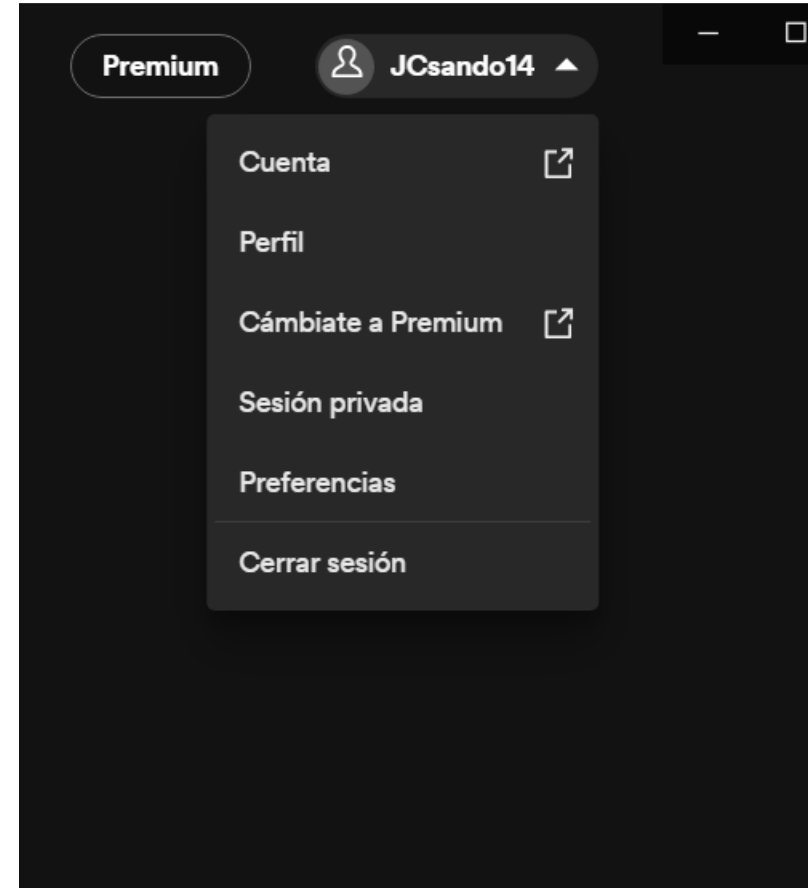 Premium
JCsando14
Cuenta
Perfil
Cámbiate a Premium
Sesión privada
Preferencias
Cerrar sesión